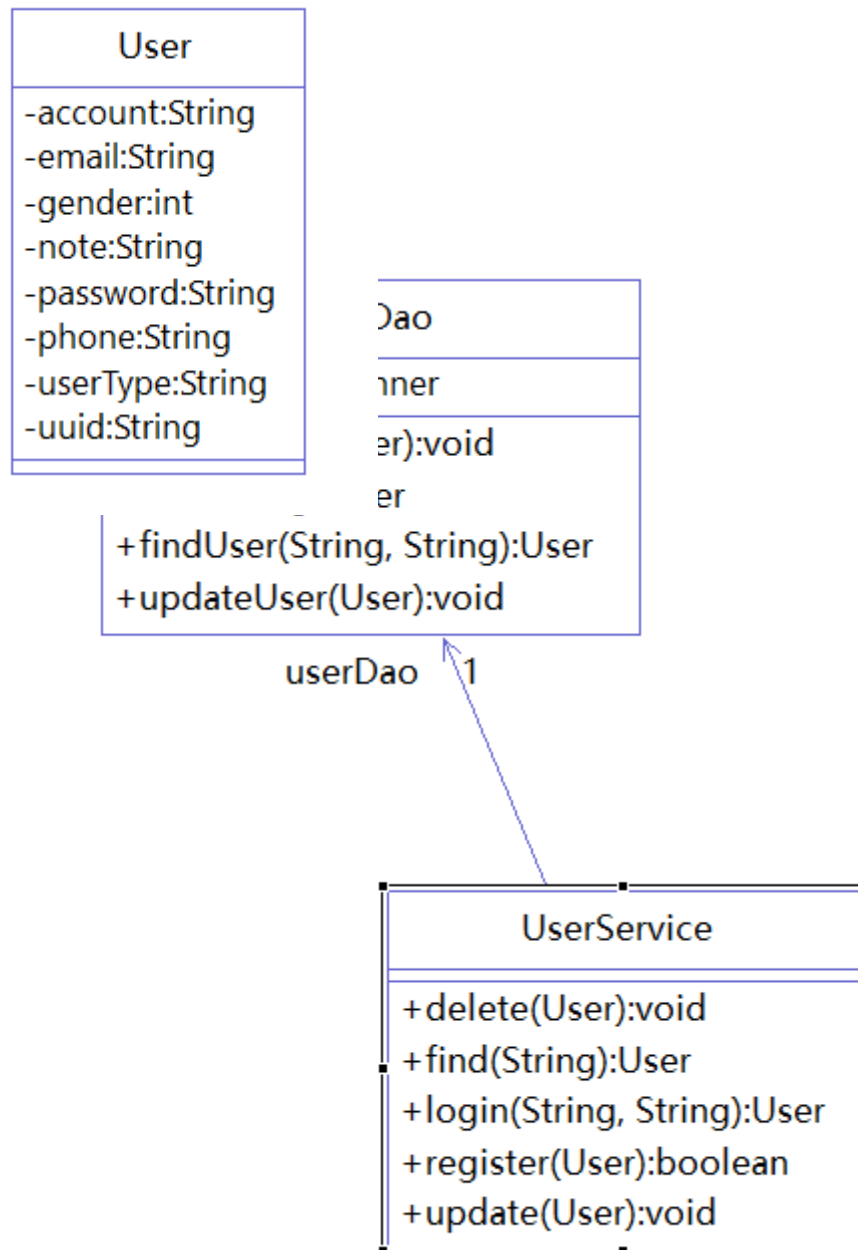 User
-account:String
-email:String
-gender:int
-note:String
-password:String
-phone:String
-userType:String
-uuid:String
er):void
er
+findUser(String, String):User
+updateUser(User):void
userDao 1
UserService
+delete(User):void
+find(String):User
+login(String, String):User
+register(User):boolean
+update(User):void